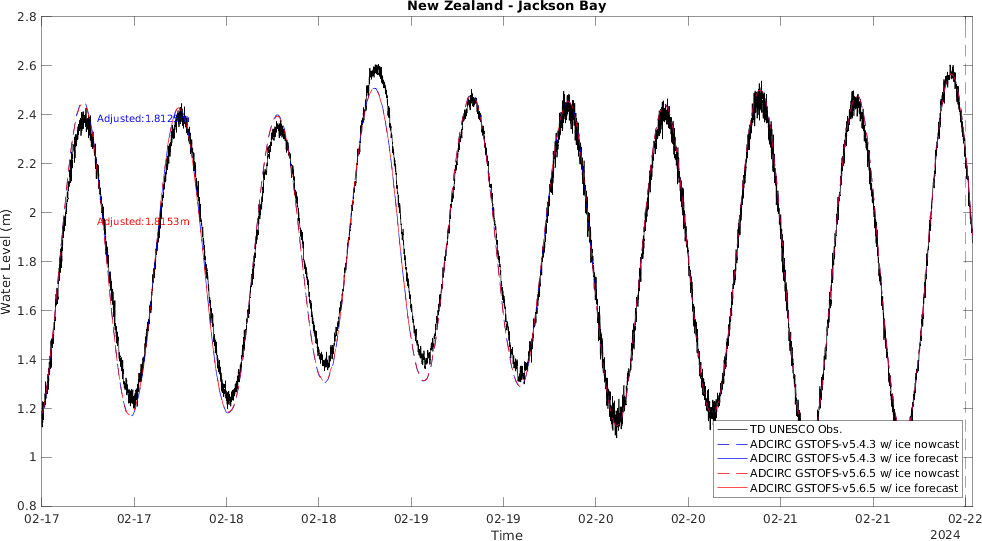 New Zealand - Jackson Bay
2.8
2.6
2.4
2.2
2
1.8
1.6
1.4
1.2
1
0.8
Water Level (m)
Adjusted:1.8153m
TD UNESCO Obs.
ADCIRC GSTOFS-v5.4.3 w/ ice nowcast
ADCIRC GSTOFS-v5.4.3 w/ ice forecast
ADCIRC GSTOFS-v5.6.5 w/ ice nowcast
ADCIRC GSTOFS-v5.6.5 w/ ice forecast
02-17 02-17 02-18 02-18 02-19 02-19 02-20 02-20 02-21 02-21 02-22
Time
2024